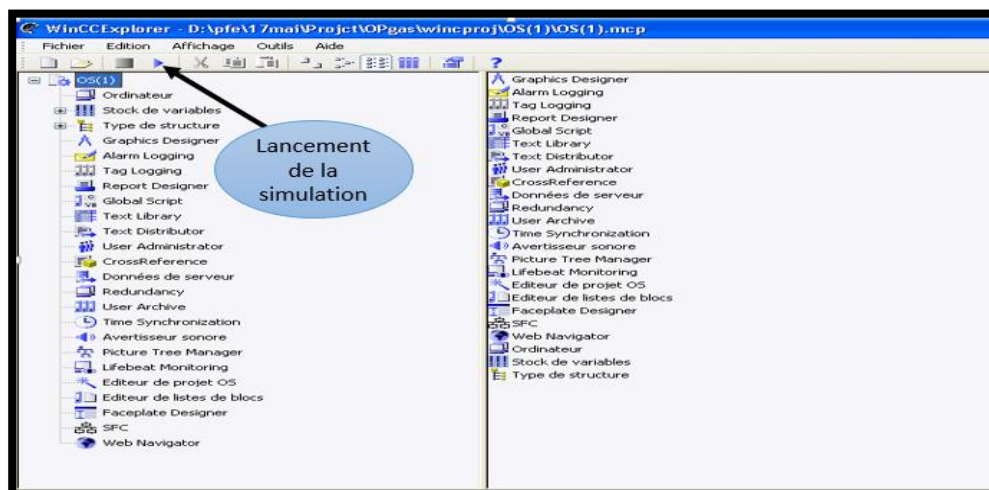 WinCCExplorer - D:\pfe\17mai\Projct\OPgas\wincproj\OS(1)\OS(1).mcp
Fichier Edition Affichage Outils Aide
OS(1)
Ordinateur
Stock de variables
Type de structure
Graphics Designer
Alarm Logging
Tag Logging
Report Designer
Global Script
Text Library
Text Distributor
User Administrator
CrossReference
Données de serveur
Redundancy
User Archive
Time Synchronization
Avertisseur sonore
Picture Tree Manager
Lifebeat Monitoring
Editeur de projet OS
Editeur de listes de blocs
Faceplate Designer
SFC
Web Navigator
Lancement
de la
simulation
Graphics Designer
Alarm Logging
Tag Logging
Report Designer
Global Script
Text Library
Text Distributor
User Administrator
CrossReference
Données de serveur
Redundancy
User Archive
Time Synchronization
Avertisseur sonore
Picture Tree Manager
Lifebeat Monitoring
Editeur de projet OS
Editeur de listes de blocs
Faceplate Designer
SFC
Web Navigator
Ordinateur
Stock de variables
Type de structure